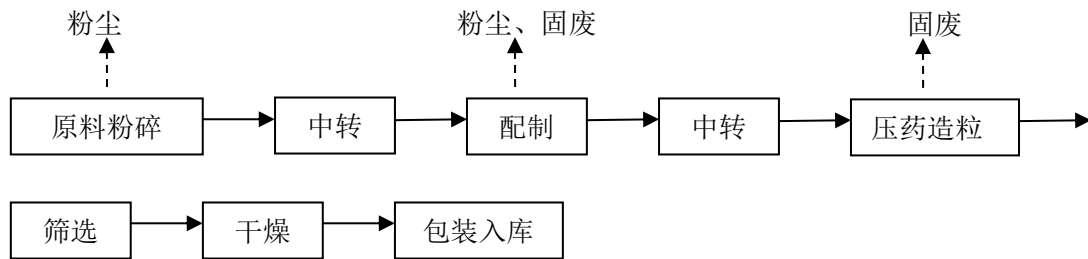 粉尘 粉尘、固废 固废
原料粉碎 中转 配制 中转 压药造粒
筛选 干燥 包装入库